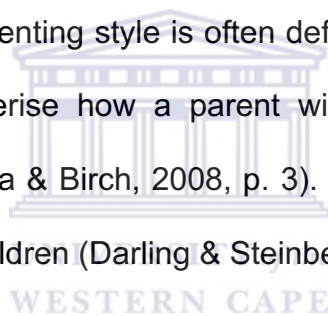 enting style is often def
erise how a parent wi
a & Birch, 2008, p. 3).
ldren (Darling & Steinbe
WESTERN CAPE